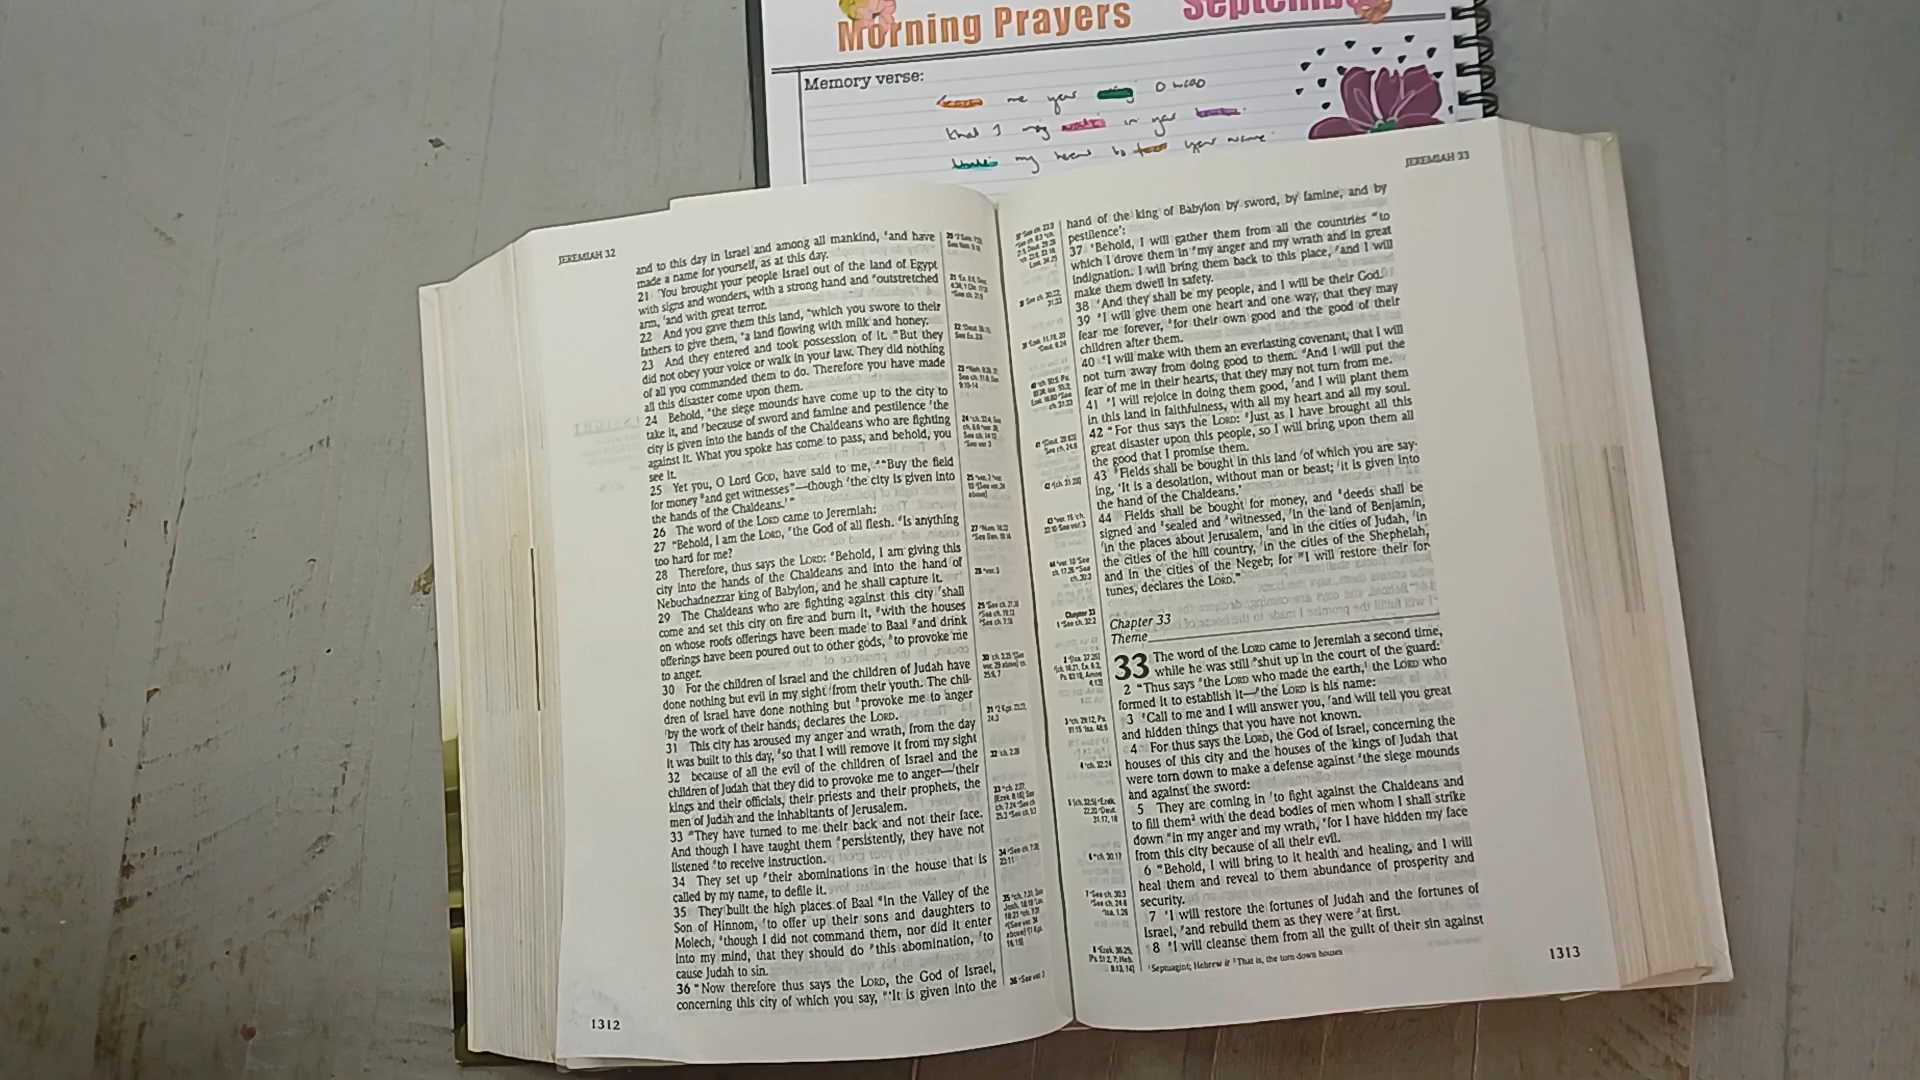 Morning Prayers
Memory verse:
me your
that I may in your
my heart to your name
JEREMIAH 32
and to this day in Israel and among all mankind, and have
made a name for yourself, as at this day.
21 You brought your people Israel out of the land of Egypt
with signs and wonders, with a strong hand and outstretched
arm, and with great terror.
22 And you gave them this land, which you swore to their
fathers to give them, a land flowing with milk and honey.
23 And they entered and took possession of it. But they
did not obey your voice or walk in your law. They did nothing
of all you commanded them to do. Therefore you have made
all this disaster come upon them.
24 Behold, the siege mounds have come up to the city to
take it, and because of sword and famine and pestilence the
city is given into the hands of the Chaldeans who are fighting
against it. What you spoke has come to pass, and behold, you
see it.
25 Yet you, O Lord GOD, have said to me, “Buy the field
for money and get witnesses”—though the city is given into
the hands of the Chaldeans.’”
26 The word of the LORD came to Jeremiah:
27 “Behold, I am the LORD, the God of all flesh. Is anything
too hard for me?
28 Therefore, thus says the LORD: Behold, I am giving this
city into the hands of the Chaldeans and into the hand of
Nebuchadnezzar king of Babylon, and he shall capture it.
29 The Chaldeans who are fighting against this city shall
come and set this city on fire and burn it, with the houses
on whose roofs offerings have been made to Baal and drink
offerings have been poured out to other gods, to provoke me
to anger.
30 For the children of Israel and the children of Judah have
done nothing but evil in my sight from their youth. The chil-
dren of Israel have done nothing but provoke me to anger
by the work of their hands, declares the LORD.
31 This city has aroused my anger and wrath, from the day
it was built to this day, so that I will remove it from my sight
32 because of all the evil of the children of Israel and the
children of Judah that they did to provoke me to anger—their
kings and their officials, their priests and their prophets, the
men of Judah and the inhabitants of Jerusalem.
33 They have turned to me their back and not their face.
And though I have taught them persistently, they have not
listened to receive instruction.
34 They set up their abominations in the house that is
called by my name, to defile it.
35 They built the high places of Baal in the Valley of the
Son of Hinnom, to offer up their sons and daughters to
Molech, though I did not command them, nor did it enter
into my mind, that they should do this abomination, to
cause Judah to sin.
36 “Now therefore thus says the LORD, the God of Israel,
concerning this city of which you say, ‘It is given into the
1312
JEREMIAH 33
hand of the king of Babylon by sword, by famine, and by
pestilence’:
37 Behold, I will gather them from all the countries to
which I drove them in my anger and my wrath and in great
indignation. I will bring them back to this place, and I will
make them dwell in safety.
38 And they shall be my people, and I will be their God.
39 I will give them one heart and one way, that they may
fear me forever, for their own good and the good of their
children after them.
40 I will make with them an everlasting covenant, that I will
not turn away from doing good to them. And I will put the
fear of me in their hearts, that they may not turn from me.
41 I will rejoice in doing them good, and I will plant them
in this land in faithfulness, with all my heart and all my soul.
42 “For thus says the LORD: Just as I have brought all this
great disaster upon this people, so I will bring upon them all
the good that I promise them.
43 Fields shall be bought in this land of which you are say-
ing, ‘It is a desolation, without man or beast; it is given into
the hand of the Chaldeans.’
44 Fields shall be bought for money, and deeds shall be
signed and sealed and witnessed, in the land of Benjamin,
in the places about Jerusalem, and in the cities of Judah, in
the cities of the hill country, in the cities of the Shephelah,
and in the cities of the Negeb; for I will restore their for-
tunes, declares the LORD.”
Chapter 33
Theme
33 The word of the LORD came to Jeremiah a second time,
while he was still shut up in the court of the guard:
2 “Thus says the LORD who made the earth, the LORD who
formed it to establish it—the LORD is his name:
3 Call to me and I will answer you, and will tell you great
and hidden things that you have not known.
4 For thus says the LORD, the God of Israel, concerning the
houses of this city and the houses of the kings of Judah that
were torn down to make a defense against the siege mounds
and against the sword:
5 They are coming in to fight against the Chaldeans and
to fill them with the dead bodies of men whom I shall strike
down in my anger and my wrath, for I have hidden my face
from this city because of all their evil.
6 Behold, I will bring to it health and healing, and I will
heal them and reveal to them abundance of prosperity and
security.
7 I will restore the fortunes of Judah and the fortunes of
Israel, and rebuild them as they were at first.
8 I will cleanse them from all the guilt of their sin against
Septuagint; Hebrew it That is, the torn-down houses
1313